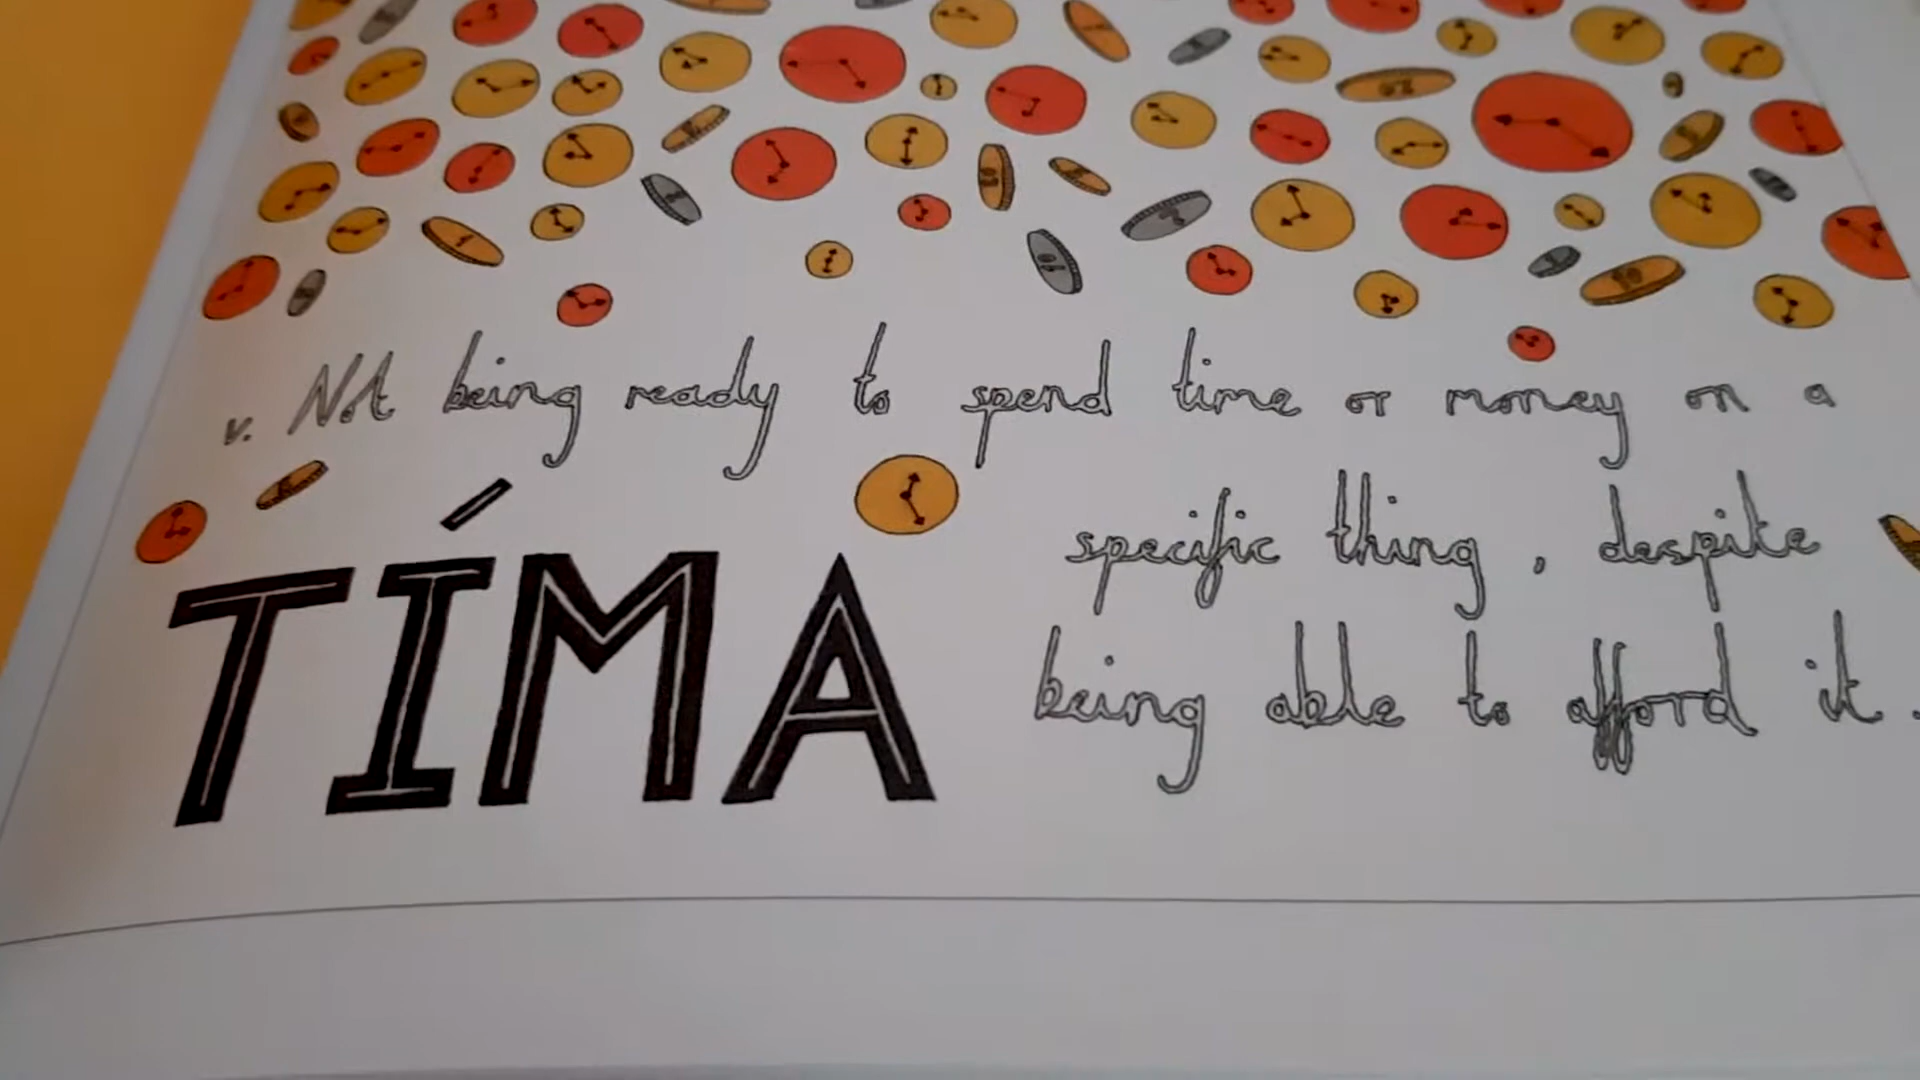 v. Not being ready to spend time or money on a
specific thing, despite
being able to afford it.
TÍMA